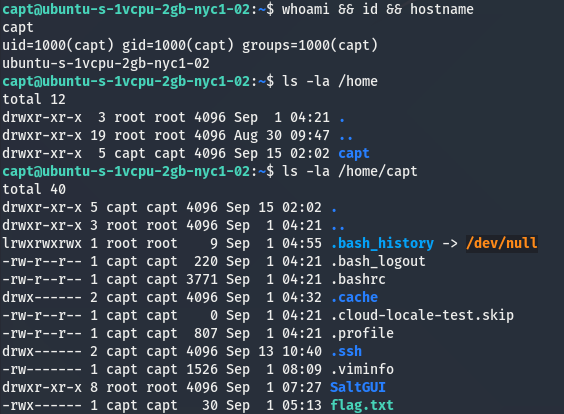 capt@ubuntu-s-1vcpu-2gb-nyc1-02:~$ whoami && id && hostname
capt
uid=1000(capt) gid=1000(capt) groups=1000(capt)
ubuntu-s-1vcpu-2gb-nyc1-02
capt@ubuntu-s-1vcpu-2gb-nyc1-02:~$ ls -la /home
total 12
drwxr-xr-x  3 root root 4096 Sep  1 04:21 .
drwxr-xr-x 19 root root 4096 Aug 30 09:47 ..
drwxr-xr-x  5 capt capt 4096 Sep 15 02:02 capt
capt@ubuntu-s-1vcpu-2gb-nyc1-02:~$ ls -la /home/capt
total 40
drwxr-xr-x 5 capt capt 4096 Sep 15 02:02 .
drwxr-xr-x 3 root root 4096 Sep  1 04:21 ..
lrwxrwxrwx 1 root root    9 Sep  1 04:55 .bash_history -> /dev/null
-rw-r--r-- 1 capt capt  220 Sep  1 04:21 .bash_logout
-rw-r--r-- 1 capt capt 3771 Sep  1 04:21 .bashrc
drwx------ 2 capt capt 4096 Sep  1 04:32 .cache
-rw-r--r-- 1 capt capt    0 Sep  1 04:21 .cloud-locale-test.skip
-rw-r--r-- 1 capt capt  807 Sep  1 04:21 .profile
drwx------ 2 capt capt 4096 Sep 13 10:40 .ssh
-rw------- 1 capt capt 1526 Sep  1 08:09 .viminfo
drwxr-xr-x 8 root root 4096 Sep  1 07:27 SaltGUI
-rwx------ 1 capt capt   30 Sep  1 05:13 flag.txt